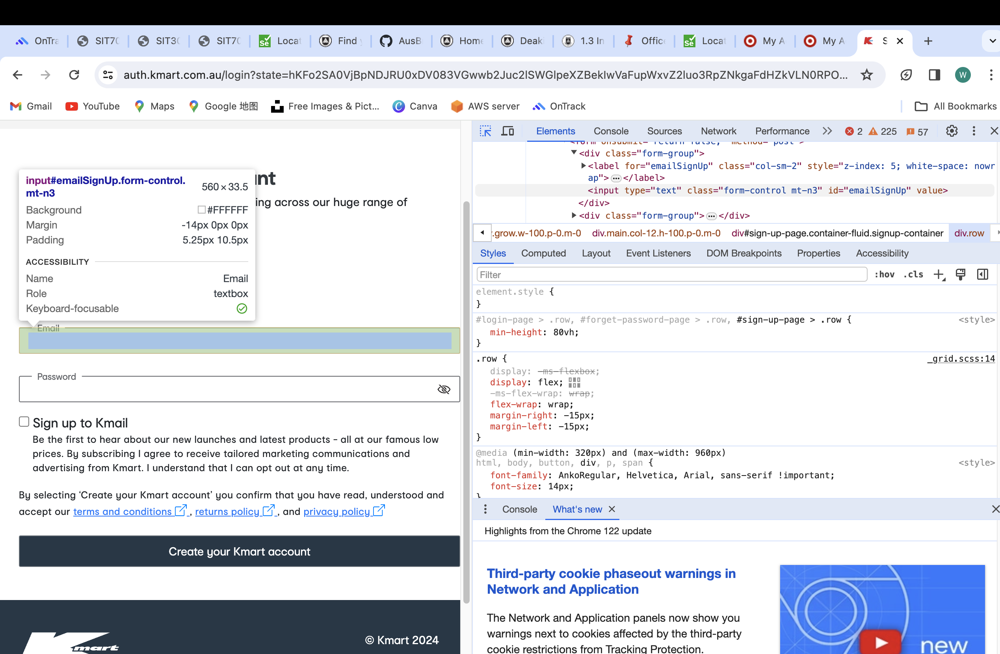 OnTra
SIT70
SIT30
SIT70
Locat
Find y
AusB
Home
Deaki
1.3 In
Office
Locat
My A
My A
S
auth.kmart.com.au/login?state=hKFo2SA0VjBpNDJRU0xDV083VGwwb2Juc2lSWGlpeXZBeklwVaFupWxvZ2luo3RpZNkgaFdHZkVLN0RPO...
W
Gmail
YouTube
Maps
Google 地图
Free Images & Pict...
Canva
AWS server
OnTrack
All Bookmarks
input#emailSignUp.form-control.
mt-n3
560 × 33.5
Background #FFFFFF
Margin -14px 0px 0px
Padding 5.25px 10.5px
ACCESSIBILITY
Name Email
Role textbox
Keyboard-focusable
unt
ing across our huge range of
Email
Password
Sign up to Kmail
Be the first to hear about our new launches and latest products - all at our famous low
prices. By subscribing I agree to receive tailored marketing communications and
advertising from Kmart. I understand that I can opt out at any time.
By selecting ‘Create your Kmart account’ you confirm that you have read, understood and
accept our terms and conditions , returns policy , and privacy policy
Create your Kmart account
Kmart
© Kmart 2024
Elements
Console
Sources
Network
Performance
2
225
57
<form onsubmit="return false;" method="post">
<div class="form-group">
<label for="emailSignUp" class="col-sm-2" style="z-index: 5; white-space: nowr
ap">…</label>
<input type="text" class="form-control mt-n3" id="emailSignUp" value>
</div>
<div class="form-group">…</div>
.grow.w-100.p-0.m-0
div.main.col-12.h-100.p-0.m-0
div#sign-up-page.container-fluid.signup-container
div.row
Styles
Computed
Layout
Event Listeners
DOM Breakpoints
Properties
Accessibility
Filter
:hov
.cls
element.style {
}
#login-page > .row, #forget-password-page > .row, #sign-up-page > .row { <style>
min-height: 80vh;
}
.row { _grid.scss:14
display: -ms-flexbox;
display: flex;
-ms-flex-wrap: wrap;
flex-wrap: wrap;
margin-right: -15px;
margin-left: -15px;
}
@media (min-width: 320px) and (max-width: 960px)
html, body, button, div, p, span { <style>
font-family: AnkoRegular, Helvetica, Arial, sans-serif !important;
font-size: 14px;
}
Console
What's new
Highlights from the Chrome 122 update
Third-party cookie phaseout warnings in
Network and Application
The Network and Application panels now show you
warnings next to cookies affected by the third-party
cookie restrictions from Tracking Protection.
new